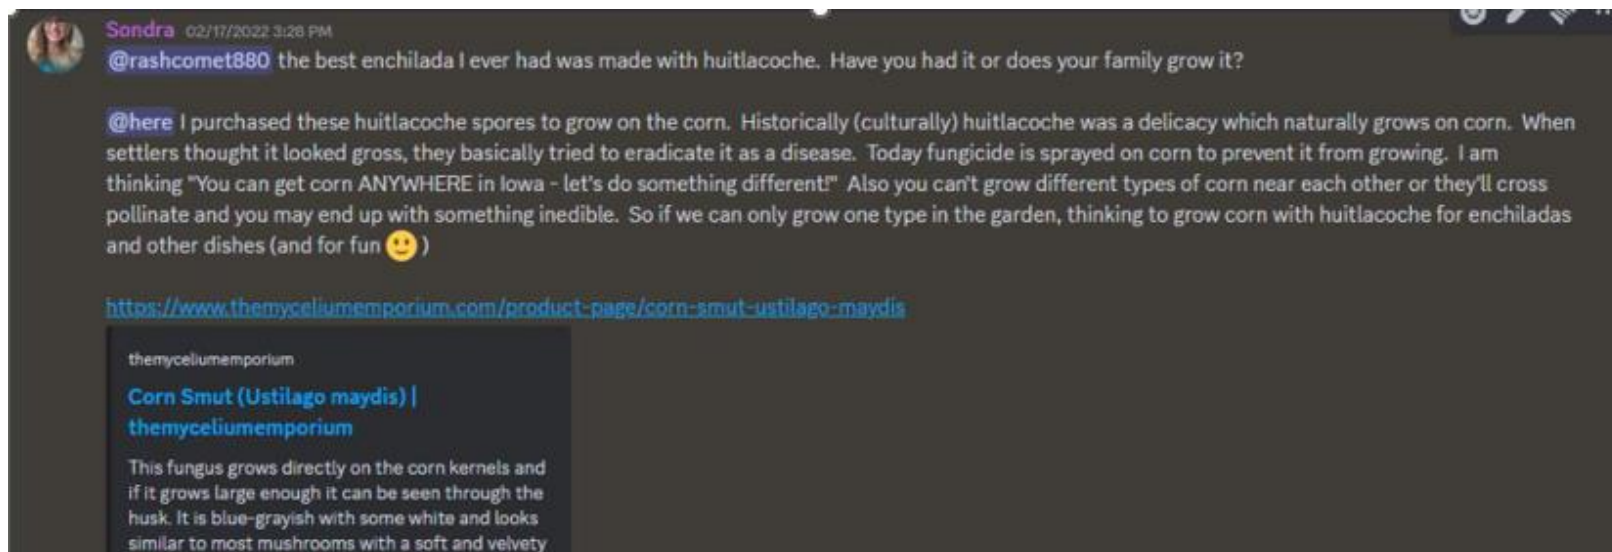 Sondra 02/17/2022 3:28 PM
@rashcomet880 the best enchilada I ever had was made with huitlacoche. Have you had it or does your family grow it?
@here I purchased these huitlacoche spores to grow on the corn. Historically (culturally) huitlacoche was a delicacy which naturally grows on corn. When
settlers thought it looked gross, they basically tried to eradicate it as a disease. Today fungicide is sprayed on corn to prevent it from growing. I am
thinking "You can get corn ANYWHERE in Iowa - let's do something different!" Also you can't grow different types of corn near each other or they'll cross
pollinate and you may end up with something inedible. So if we can only grow one type in the garden, thinking to grow corn with huitlacoche for enchiladas
and other dishes (and for fun 🙂 )
https://www.themyceliumemporium.com/product-page/corn-smut-ustilago-maydis
themyceliumemporium
Corn Smut (Ustilago maydis) |
themyceliumemporium
This fungus grows directly on the corn kernels and
if it grows large enough it can be seen through the
husk. It is blue-grayish with some white and looks
similar to most mushrooms with a soft and velvety